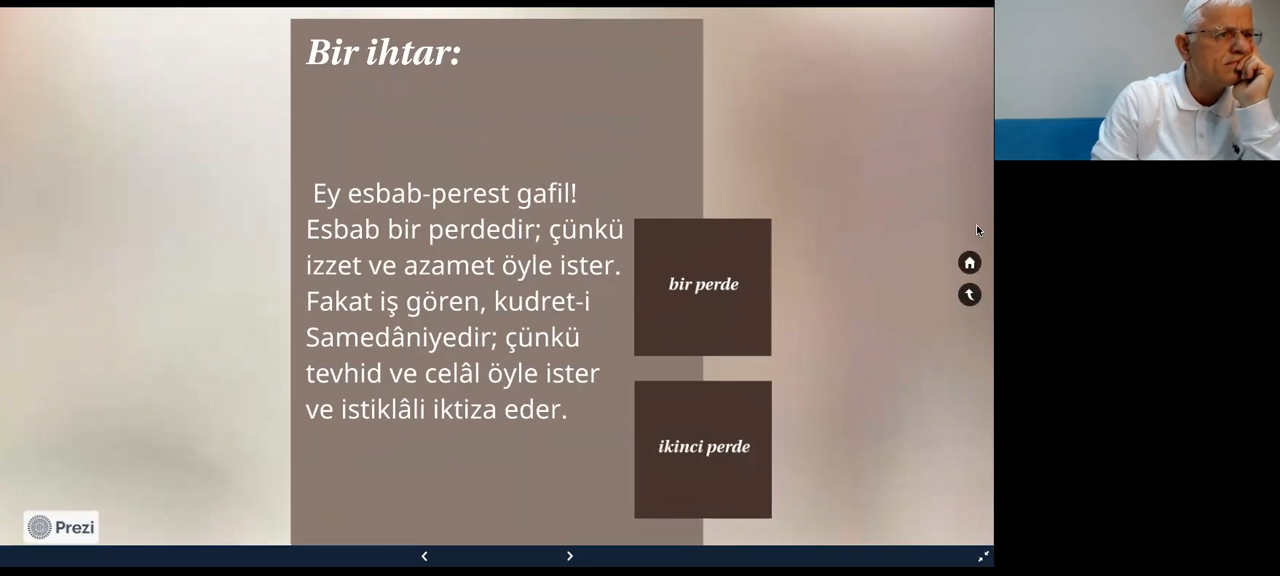 Bir ihtar:
Ey esbab-perest gafil!
Esbab bir perdedir; çünkü
izzet ve azamet öyle ister.
Fakat iş gören, kudret-i
Samedâniyedir; çünkü
tevhid ve celâl öyle ister
ve istiklâli iktiza eder.
bir perde
ikinci perde
Prezi